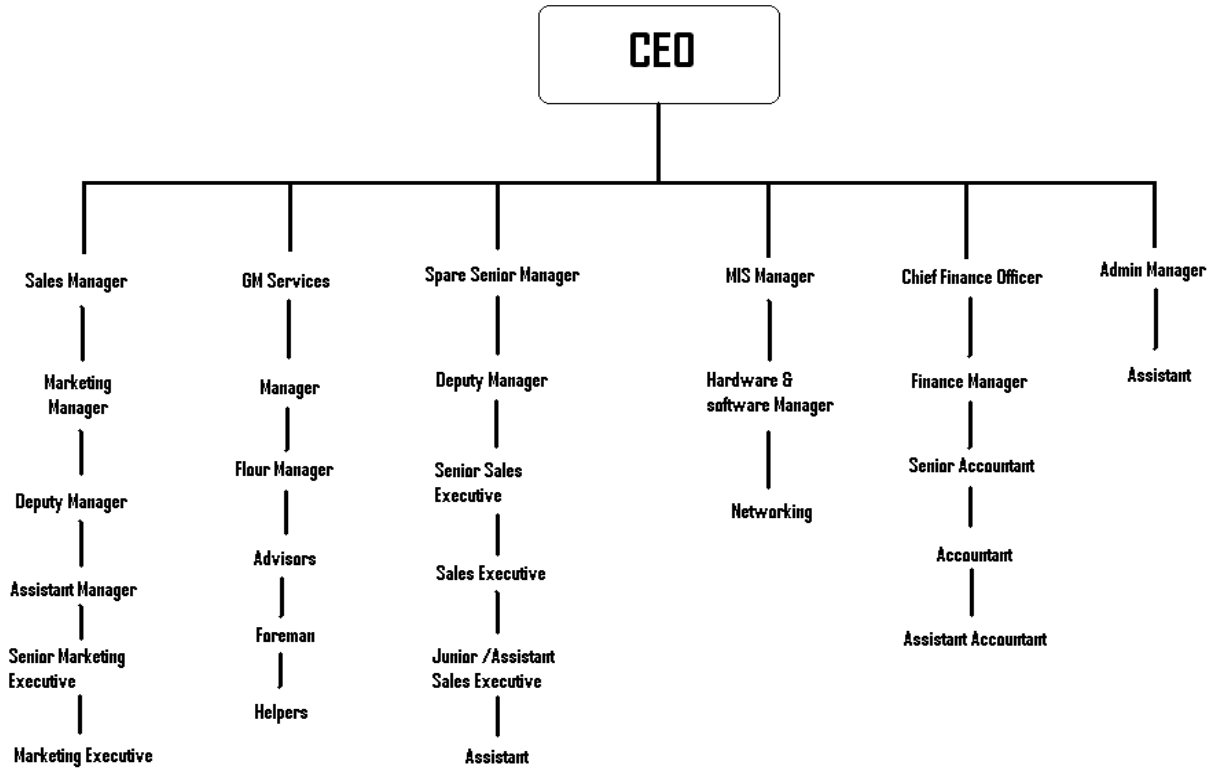 CEO
Sales Manager
GM Services
Spare Senior Manager
MIS Manager
Chief Finance Officer
Admin Manager
Marketing
Manager
Manager
Deputy Manager
Hardware &
software Manager
Finance Manager
Assistant
Deputy Manager
Flour Manager
Senior Sales
Executive
Networking
Senior Accountant
Assistant Manager
Advisors
Sales Executive
Accountant
Senior Marketing
Executive
Foreman
Junior /Assistant
Sales Executive
Assistant Accountant
Marketing Executive
Helpers
Assistant